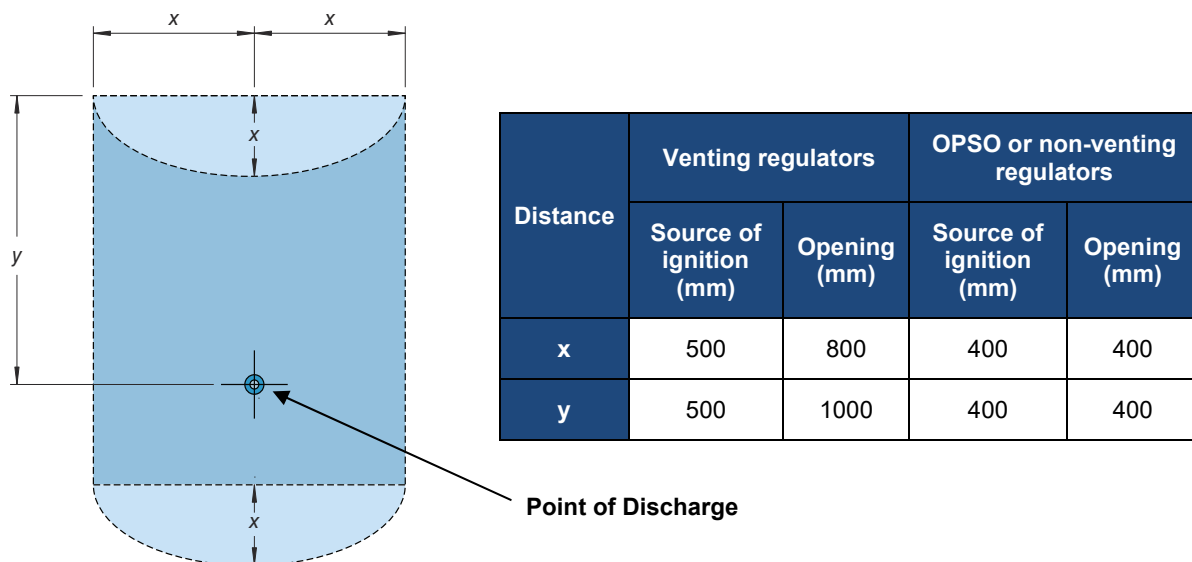 x
x
x
y
x
Point of Discharge
Distance
Venting regulators
OPSO or non-venting
regulators
Source of
ignition
(mm)
Opening
(mm)
Source of
ignition
(mm)
Opening
(mm)
x 500 800 400 400
y 500 1000 400 400